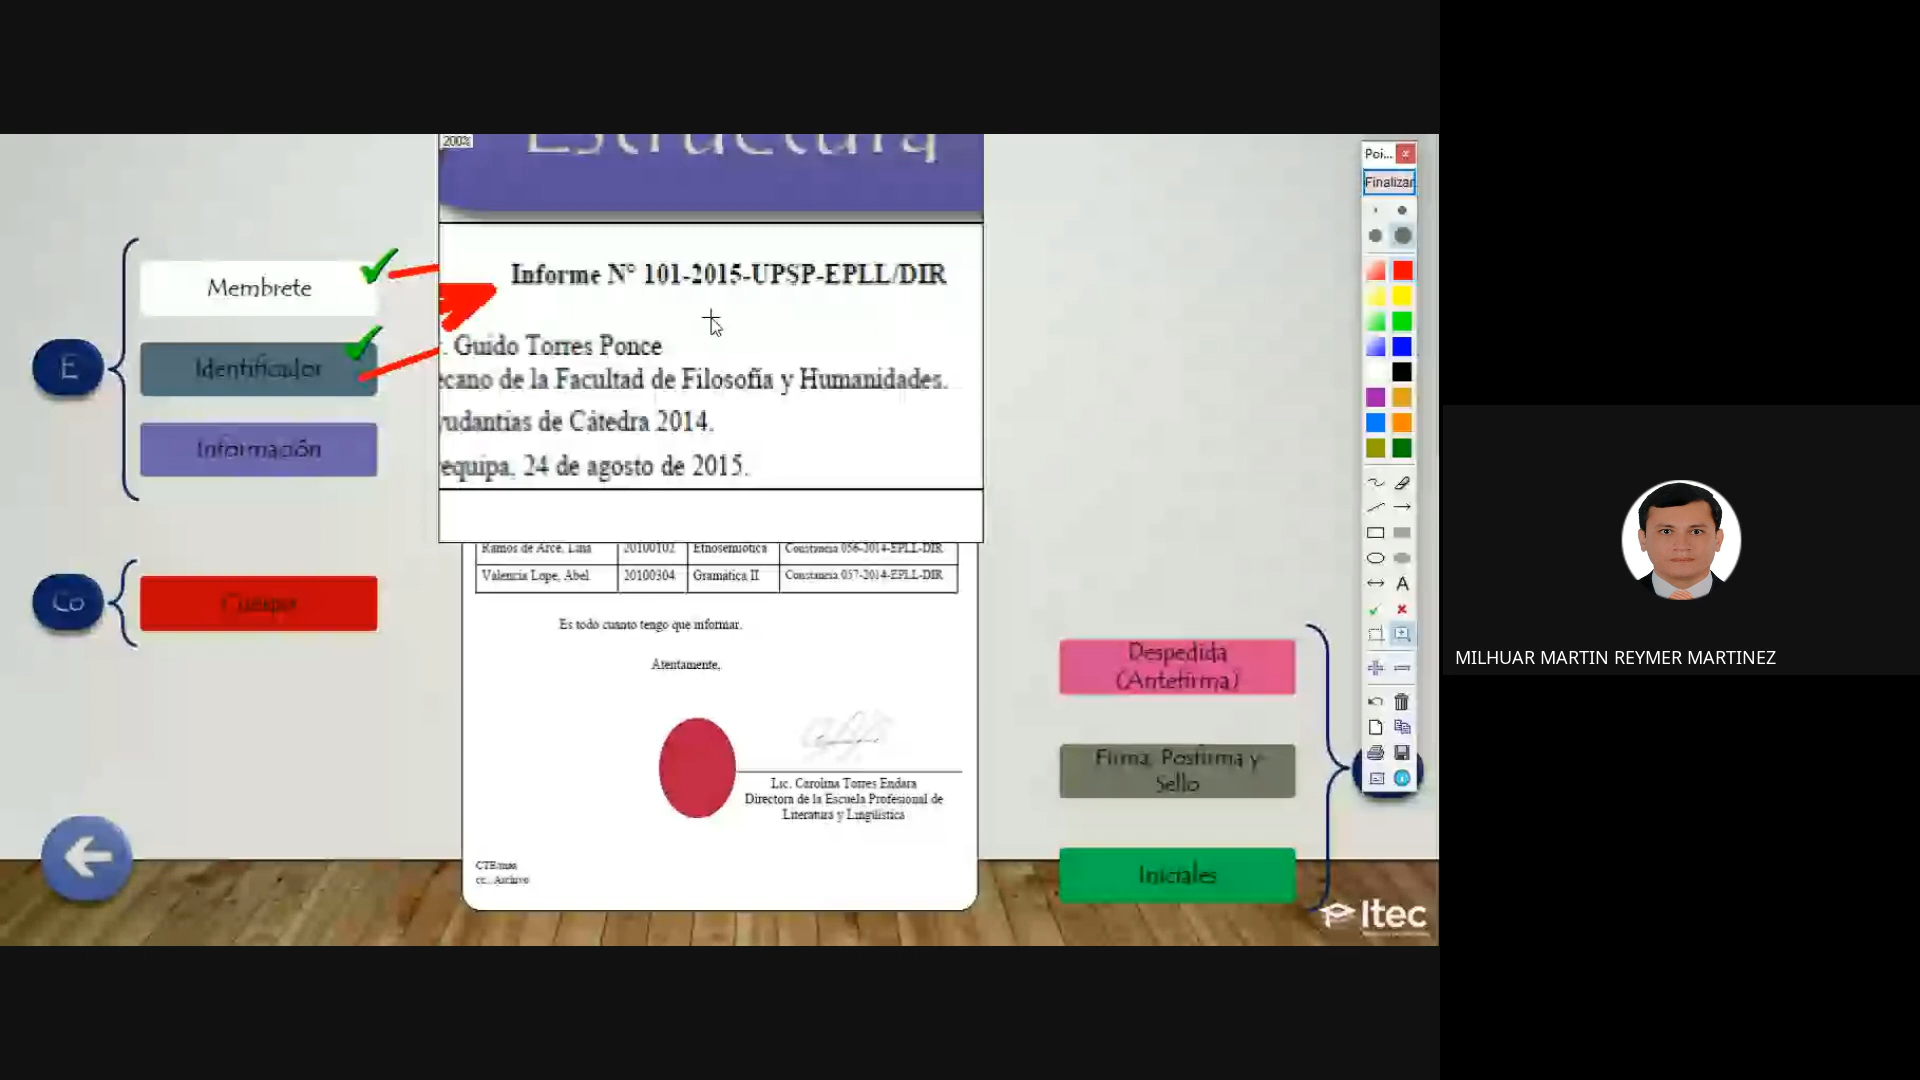 200%
Estructura
E
Membrete
Identificador
Información
Informe N° 101-2015-UPSP-EPLL/DIR
. Guido Torres Ponce
ecano de la Facultad de Filosofía y Humanidades.
yudantías de Cátedra 2014.
equipa, 24 de agosto de 2015.
Ramos de Arce, Lina 20100102 Etnosemiótica Constancia 056-2014-EPLL-DIR
Valencia Lope, Abel 20100304 Gramática II Constancia 057-2014-EPLL-DIR
Co
Cuerpo
Es todo cuanto tengo que informar.
Atentamente,
Lic. Carolina Torres Endara
Directora de la Escuela Profesional de
Literatura y Lingüística
CTE/mas
cc., Archivo
Despedida
(Antefirma)
Firma, Posfirma y
Sello
Iniciales
Itec
Poi...
Finalizar
A
MILHUAR MARTIN REYMER MARTINEZ